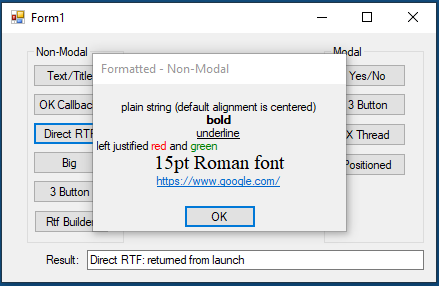 Form1
Non-Modal
Modal
Text/Title
OK Callbac
Direct RTF
Big
3 Button
Rtf Builder
Formatted - Non-Modal
plain string (default alignment is centered)
bold
underline
left justified red and green
15pt Roman font
https://www.google.com/
OK
Yes/No
3 Button
X Thread
Positioned
Result: Direct RTF: returned from launch